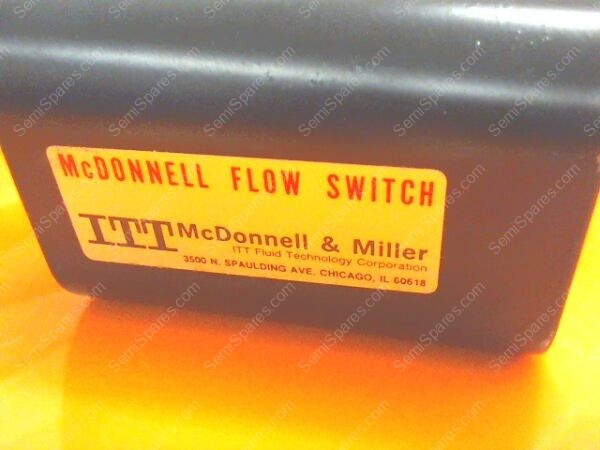 McDONNELL FLOW SWITCH
ITT McDonnell & Miller
ITT Fluid Technology Corporation
3500 N. SPAULDING AVE. CHICAGO, IL 60618
SemiSpares.com